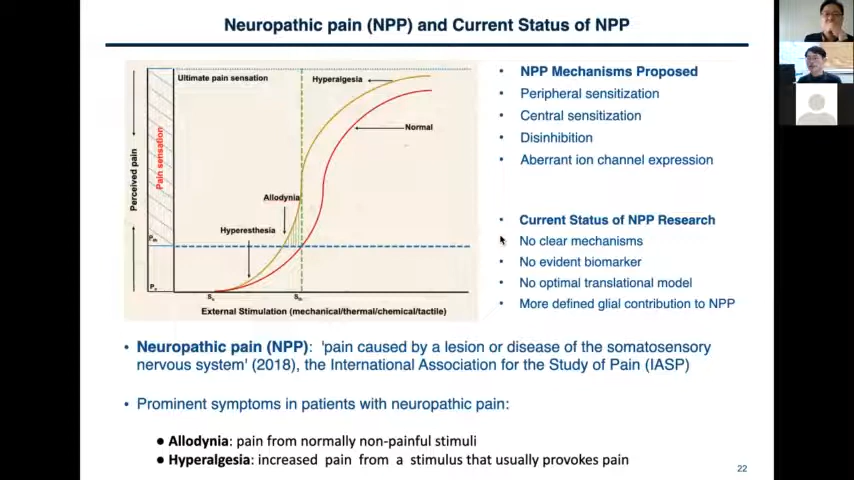 Neuropathic pain (NPP) and Current Status of NPP
Ultimate pain sensation
Hyperalgesia
Normal
Allodynia
Hyperesthesia
Perceived pain
Pain sensation
External Stimulation (mechanical/thermal/chemical/tactile)
• NPP Mechanisms Proposed
• Peripheral sensitization
• Central sensitization
• Disinhibition
• Aberrant ion channel expression
• Current Status of NPP Research
• No clear mechanisms
• No evident biomarker
• No optimal translational model
• More defined glial contribution to NPP
• Neuropathic pain (NPP): 'pain caused by a lesion or disease of the somatosensory
nervous system' (2018), the International Association for the Study of Pain (IASP)
• Prominent symptoms in patients with neuropathic pain:
● Allodynia: pain from normally non-painful stimuli
● Hyperalgesia: increased pain from a stimulus that usually provokes pain
22